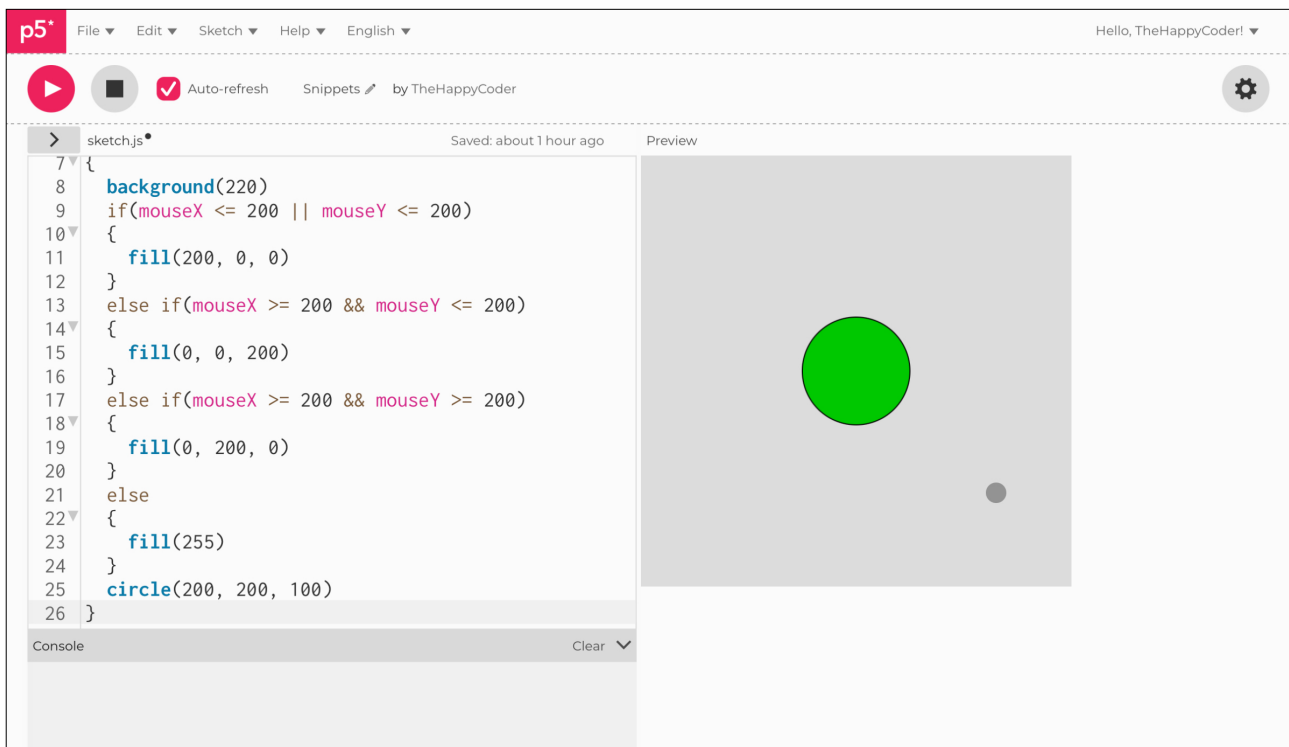 p5* File Edit Sketch Help English Hello, TheHappyCoder!
Auto-refresh Snippets by TheHappyCoder
sketch.js Saved: about 1 hour ago Preview
7 {
8 background(220)
9 if(mouseX <= 200 || mouseY <= 200)
10 {
11 fill(200, 0, 0)
12 }
13 else if(mouseX >= 200 && mouseY <= 200)
14 {
15 fill(0, 0, 200)
16 }
17 else if(mouseX >= 200 && mouseY >= 200)
18 {
19 fill(0, 200, 0)
20 }
21 else
22 {
23 fill(255)
24 }
25 circle(200, 200, 100)
26 }
Console Clear